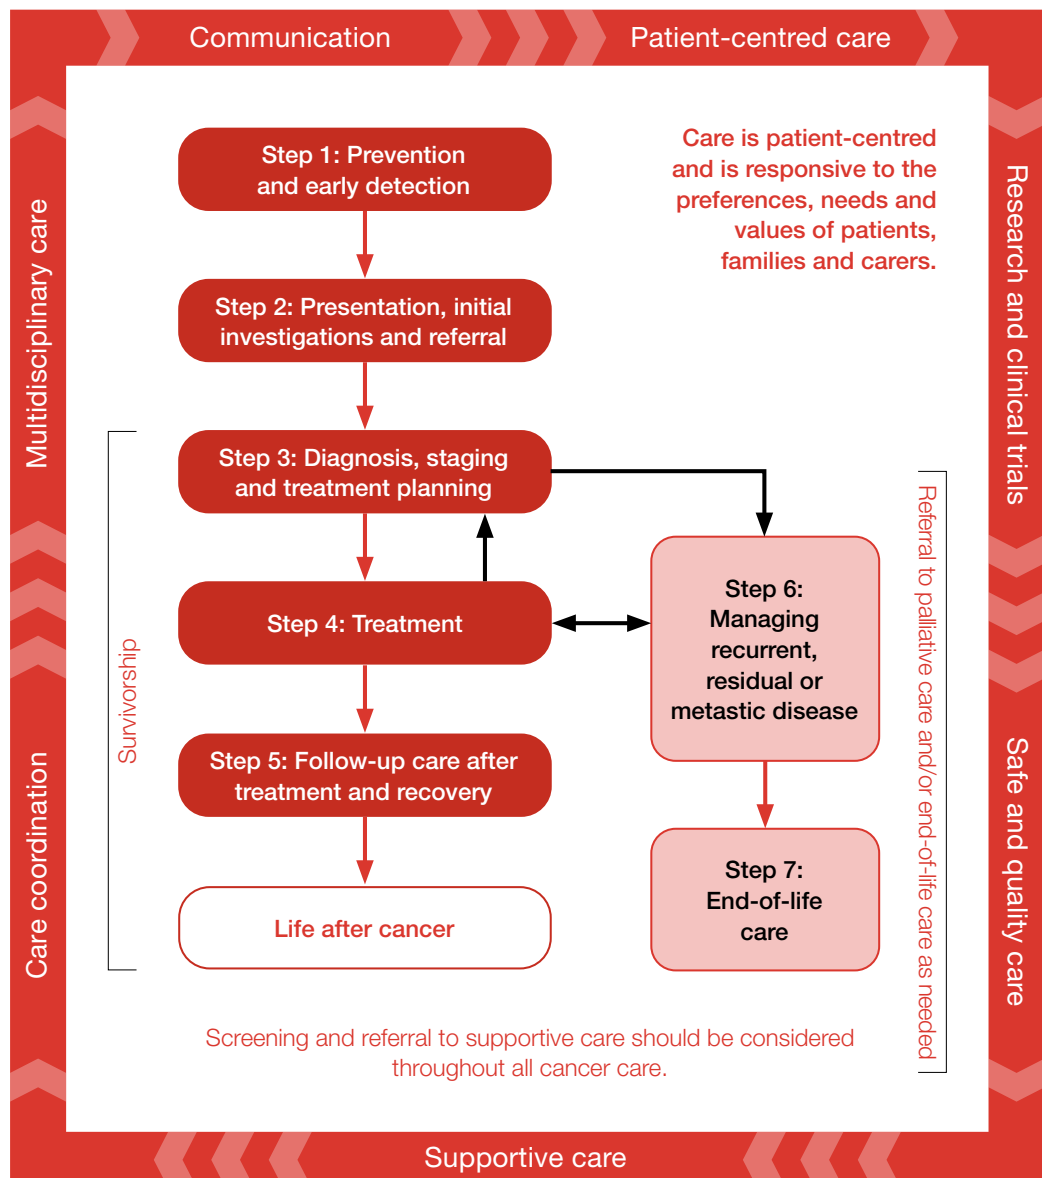 Communication
Patient-centred care
Multidisciplinary care
Care coordination
Research and clinical trials
Safe and quality care
Supportive care
Care is patient-centred
and is responsive to the
preferences, needs and
values of patients,
families and carers.
Step 1: Prevention
and early detection
Step 2: Presentation, initial
investigations and referral
Step 3: Diagnosis, staging
and treatment planning
Step 4: Treatment
Step 5: Follow-up care after
treatment and recovery
Life after cancer
Survivorship
Step 6:
Managing
recurrent,
residual or
metastic disease
Step 7:
End-of-life
care
Referral to palliative care and/or end-of-life care as needed
Screening and referral to supportive care should be considered
throughout all cancer care.